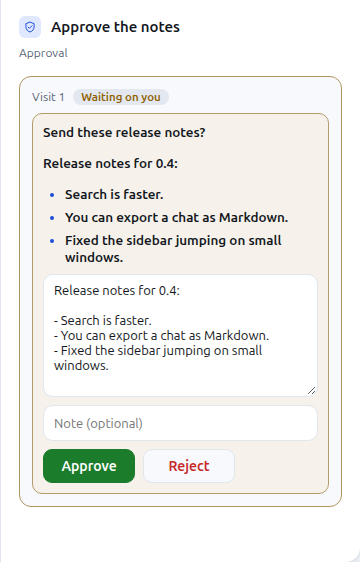 Approve the notes
Approval
Visit 1 Waiting on you
Send these release notes?
Release notes for 0.4:
• Search is faster.
• You can export a chat as Markdown.
• Fixed the sidebar jumping on small
windows.
Release notes for 0.4:
- Search is faster.
- You can export a chat as Markdown.
- Fixed the sidebar jumping on small
windows.
Note (optional)
Approve Reject